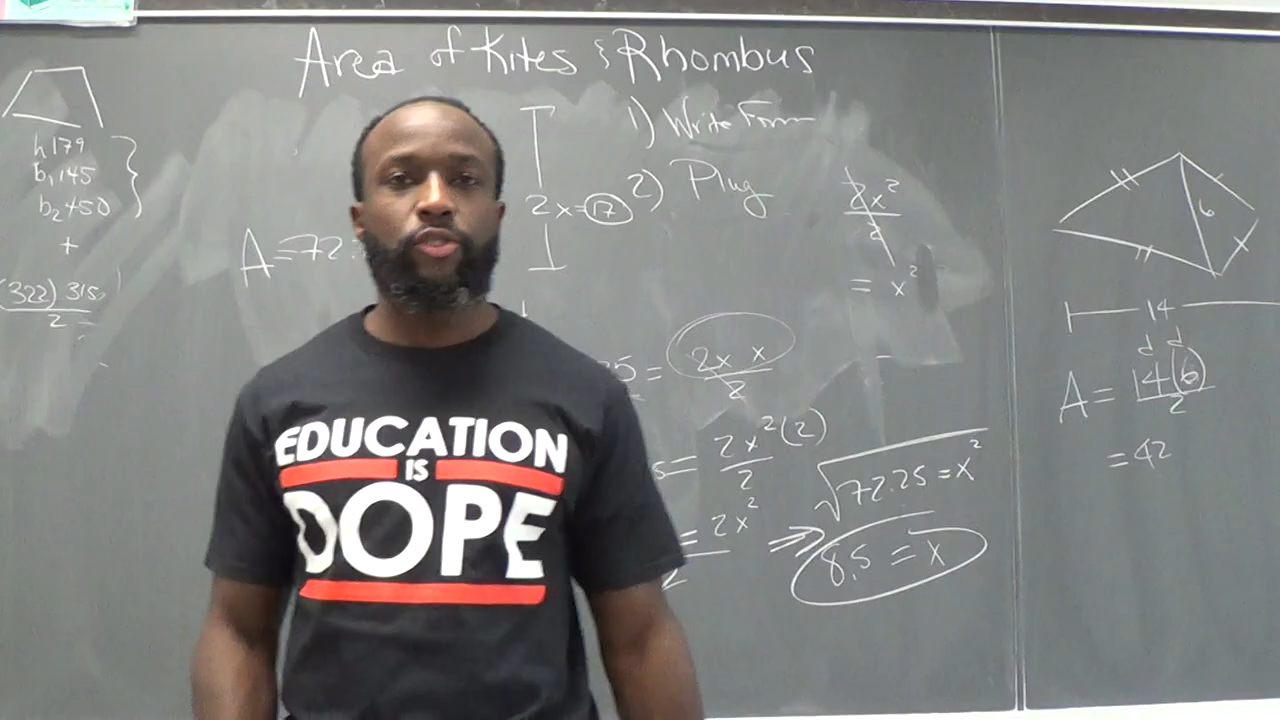 Area of Kites & Rhombus
1) Write Form
2) Plug
h 179
b₁ 145
b₂ 450
+
(322) 315
2
A=72.
2x=17
2x²
2
= x²
5 = 2x x
2
= 2x²(2)
2
= 2x²
2
√72.25 = x²
8.5 = x
6
14
d d
A = 14(6)
2
= 42
EDUCATION
IS
DOPE